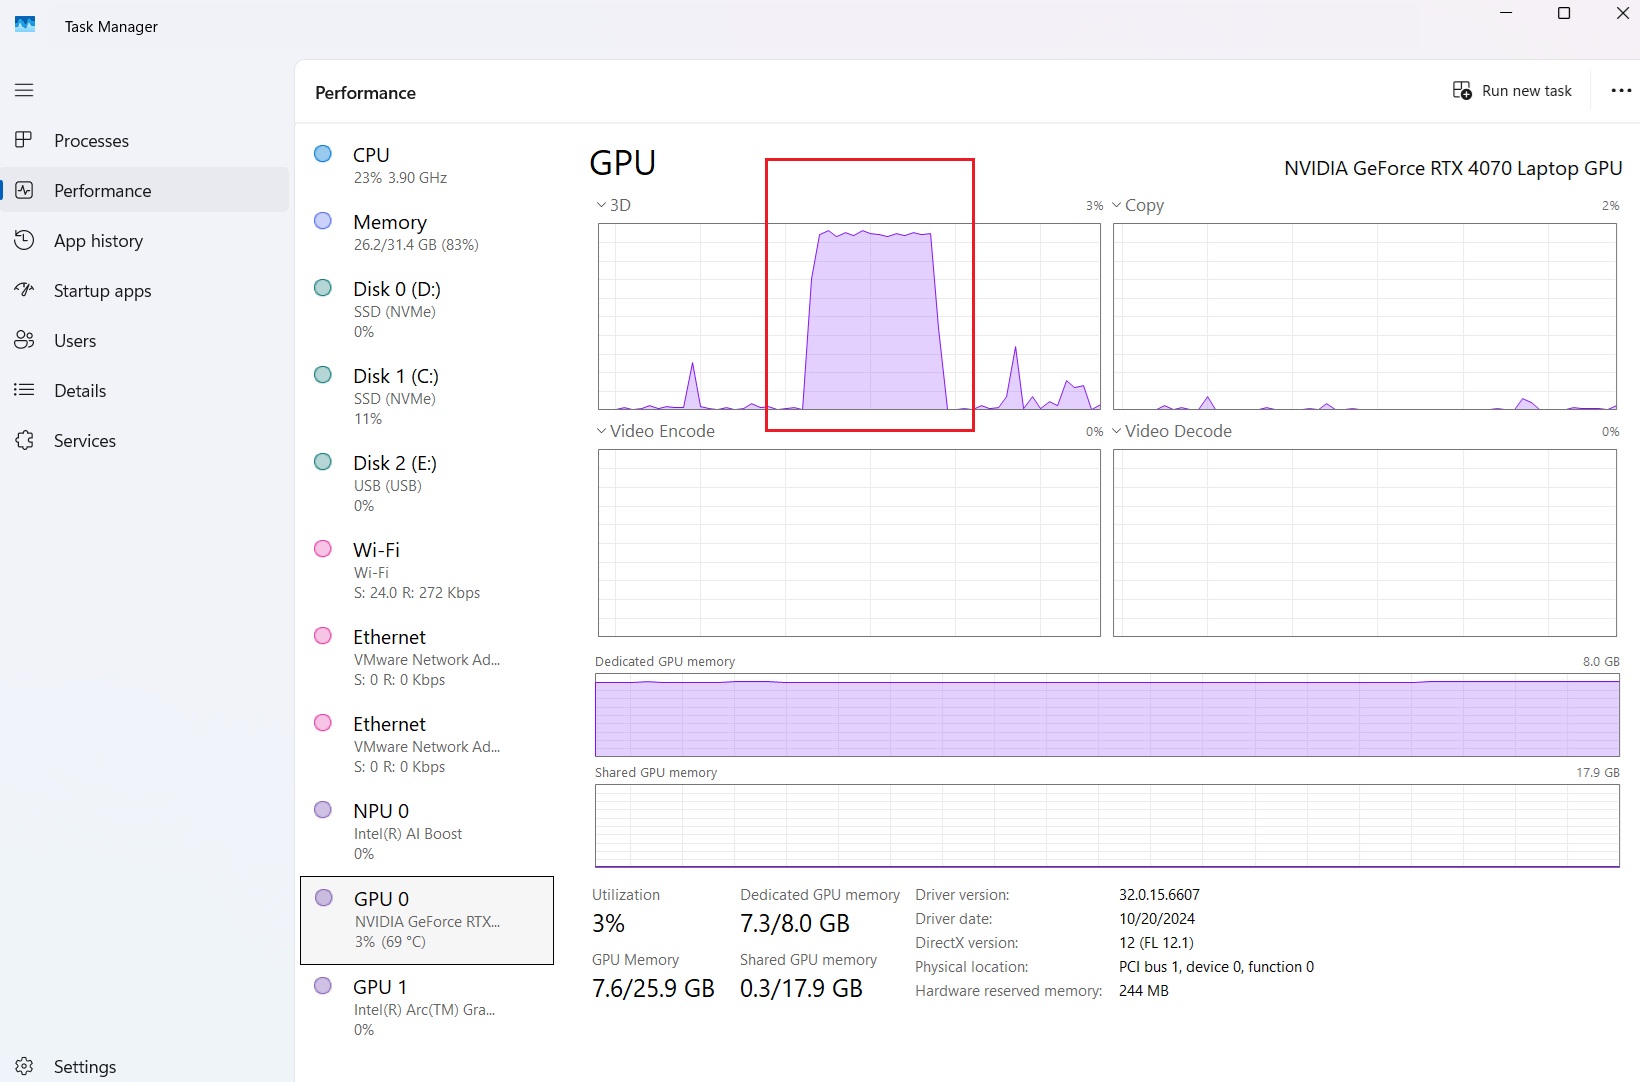 Task Manager
Performance
Run new task
Processes
Performance
App history
Startup apps
Users
Details
Services
Settings
CPU
23% 3.90 GHz
Memory
26.2/31.4 GB (83%)
Disk 0 (D:)
SSD (NVMe)
0%
Disk 1 (C:)
SSD (NVMe)
11%
Disk 2 (E:)
USB (USB)
0%
Wi-Fi
Wi-Fi
S: 24.0 R: 272 Kbps
Ethernet
VMware Network Ad...
S: 0 R: 0 Kbps
Ethernet
VMware Network Ad...
S: 0 R: 0 Kbps
NPU 0
Intel(R) AI Boost
0%
GPU 0
NVIDIA GeForce RTX...
3% (69 °C)
GPU 1
Intel(R) Arc(TM) Gra...
0%
GPU
NVIDIA GeForce RTX 4070 Laptop GPU
3D 3%
Copy 2%
Video Encode 0%
Video Decode 0%
Dedicated GPU memory 8.0 GB
Shared GPU memory 17.9 GB
Utilization
3%
Dedicated GPU memory
7.3/8.0 GB
GPU Memory
7.6/25.9 GB
Shared GPU memory
0.3/17.9 GB
Driver version: 32.0.15.6607
Driver date: 10/20/2024
DirectX version: 12 (FL 12.1)
Physical location: PCI bus 1, device 0, function 0
Hardware reserved memory: 244 MB